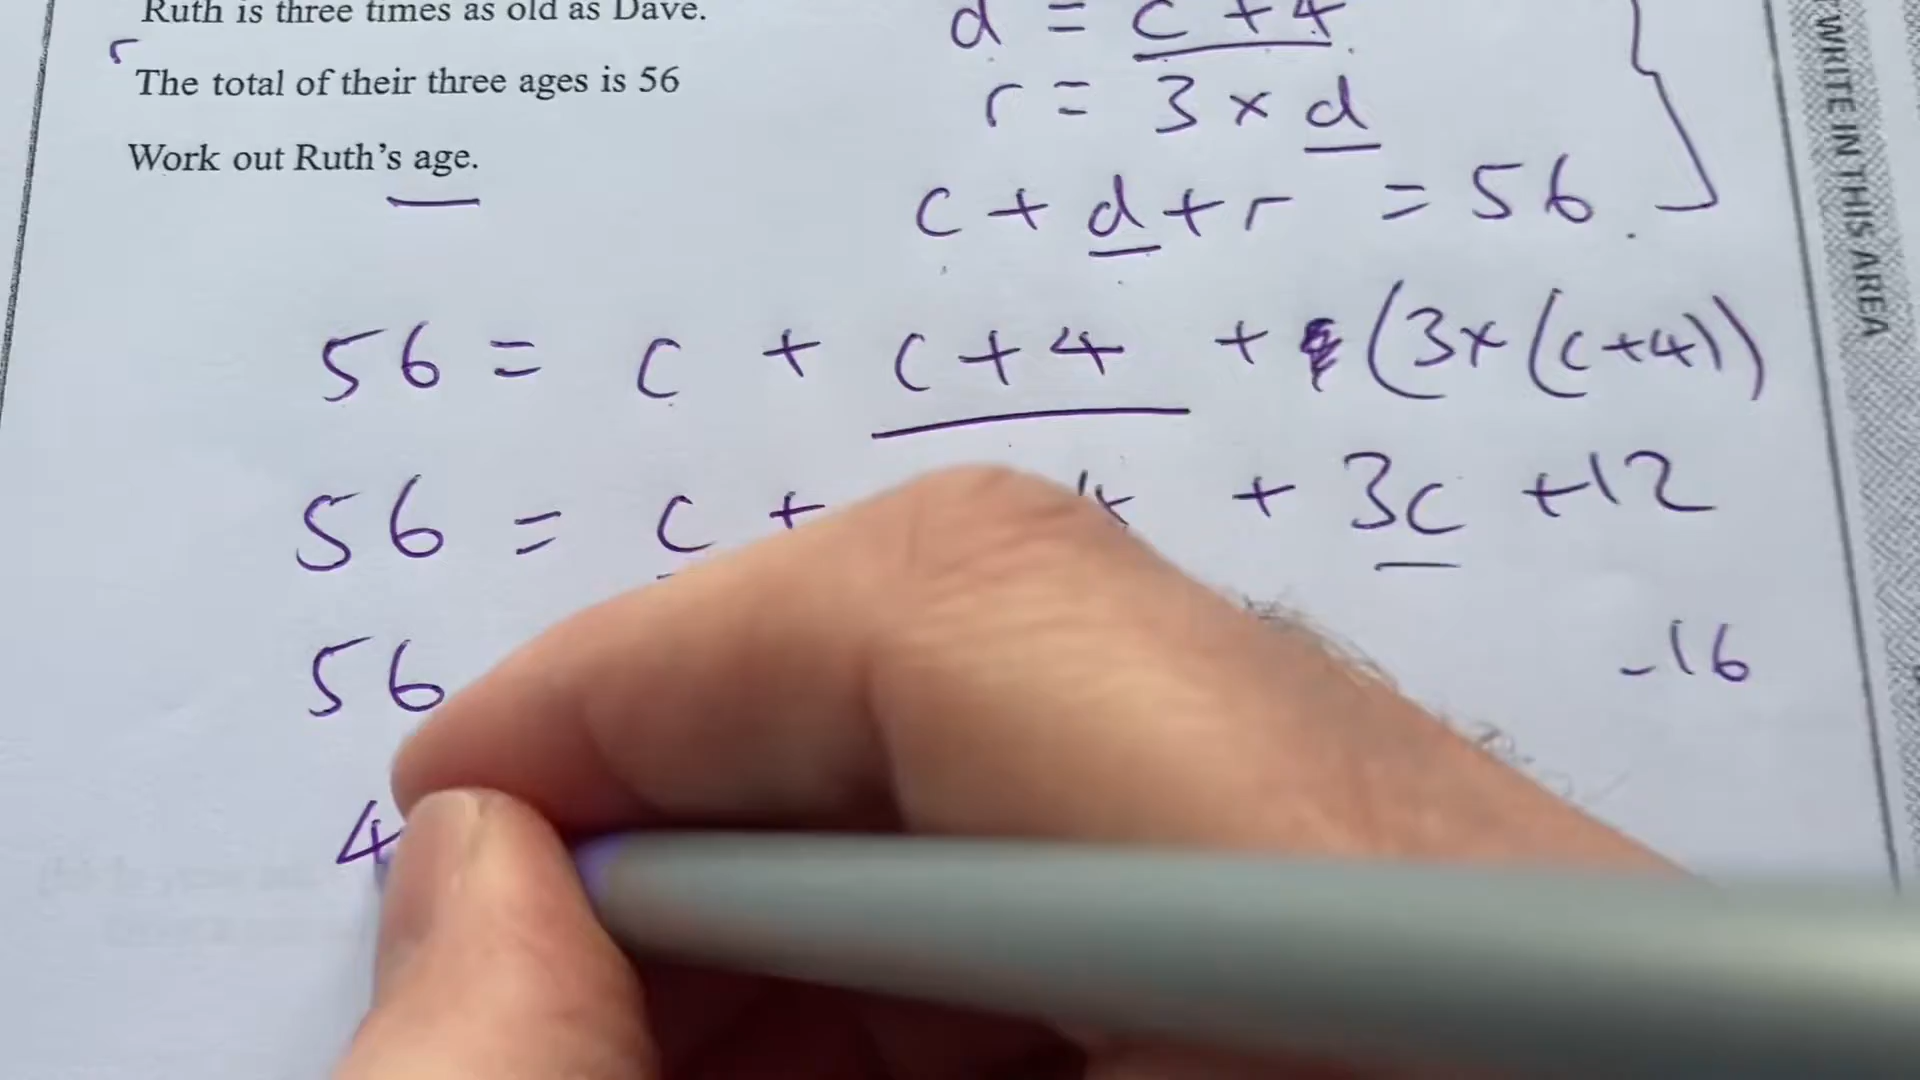 Ruth is three times as old as Dave.
r
The total of their three ages is 56
Work out Ruth's age.
d = c + 4
r = 3 × d
c + d + r = 56
56 = c + c + 4 + (3× (c+4))
56 = c + 4 + 3c +12
56
-16
4
WRITE IN THIS AREA